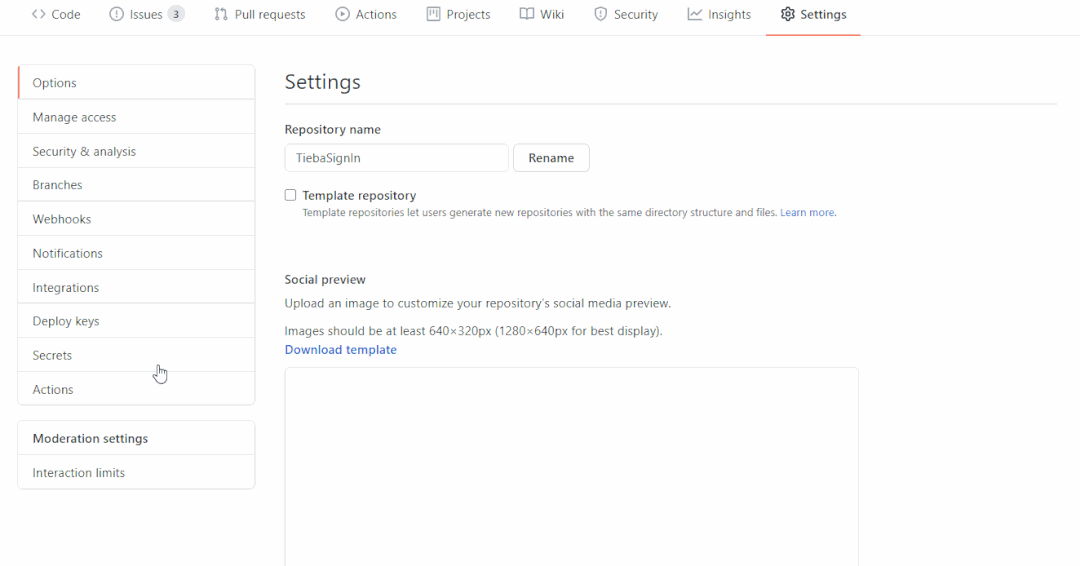 Code Issues 3 Pull requests Actions Projects Wiki Security Insights Settings
Options
Manage access
Security & analysis
Branches
Webhooks
Notifications
Integrations
Deploy keys
Secrets
Actions
Moderation settings
Interaction limits
Settings
Repository name
TiebaSignIn Rename
Template repository
Template repositories let users generate new repositories with the same directory structure and files. Learn more.
Social preview
Upload an image to customize your repository's social media preview.
Images should be at least 640×320px (1280×640px for best display).
Download template